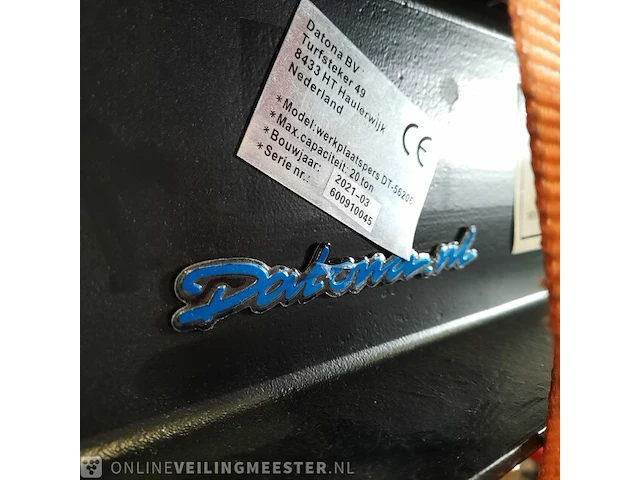 Datona BV
Turfsteker 49
8433 HT Haulerwijk
Nederland
*Model: werkplaatspers DT-56206
*Max.capaciteit: 20 ton
*Bouwjaar: 2021-03
*Serie nr.: 600910045
CE
Datona.nl
ONLINEVEILINGMEESTER.NL